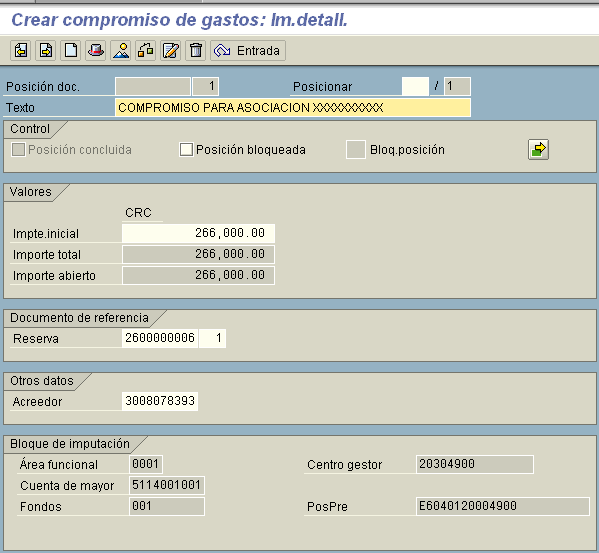 Crear compromiso de gastos: Im.detall.
Entrada
Posición doc. 1 Posicionar / 1
Texto COMPROMISO PARA ASOCIACION XXXXXXXXXX
Control
Posición concluida Posición bloqueada Bloq.posición
Valores
CRC
Impte.inicial 266,000.00
Importe total 266,000.00
Importe abierto 266,000.00
Documento de referencia
Reserva 2600000006 1
Otros datos
Acreedor 3008078393
Bloque de imputación
Área funcional 0001 Centro gestor 20304900
Cuenta de mayor 5114001001
Fondos 001 PosPre E6040120004900